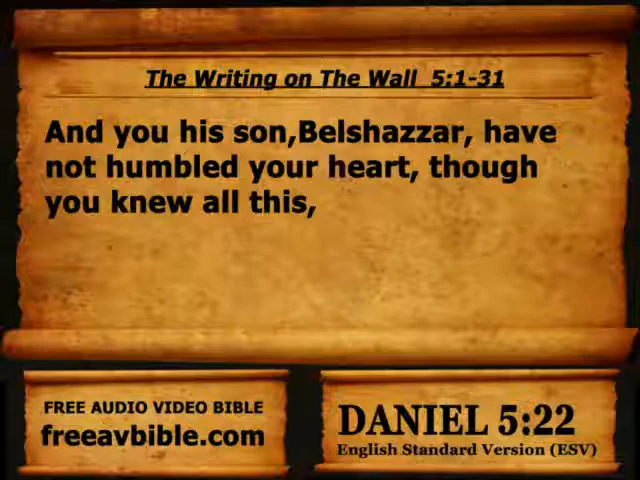 The Writing on The Wall 5:1-31
And you his son,Belshazzar, have
not humbled your heart, though
you knew all this,
FREE AUDIO VIDEO BIBLE
freeavbible.com
DANIEL 5:22
English Standard Version (ESV)